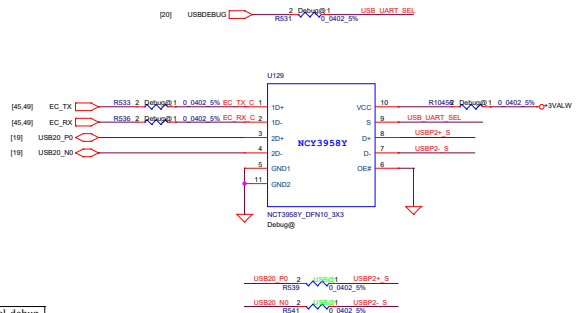 [20] USBDEBUG 2 Debug@ 1 USB_UART_SEL
R531 0_0402_5%
U129
[45,49] EC_TX R533 2 Debug@ 1 0_0402_5% EC_TX_C 1 1D+ VCC 10 2 Debug@ 1 0_0402_5% +3VALW
[45,49] EC_RX R536 2 Debug@ 1 0_0402_5% EC_RX_C 2 1D- S 9 USB_UART_SEL
[19] USB20_P0 3 2D+ D+ 8 USBP2+_S
[19] USB20_N0 4 2D- D- 7 USBP2-_S
NCY3958Y
5 GND1 OE# 6
11 GND2
NCT3958Y_DFN10_3X3
Debug@
USB20_P0 2 USB@ 1 USBP2+_S
R539 0_0402_5%
USB20_N0 2 USB@ 1 USBP2-_S
R541 0_0402_5%
debug